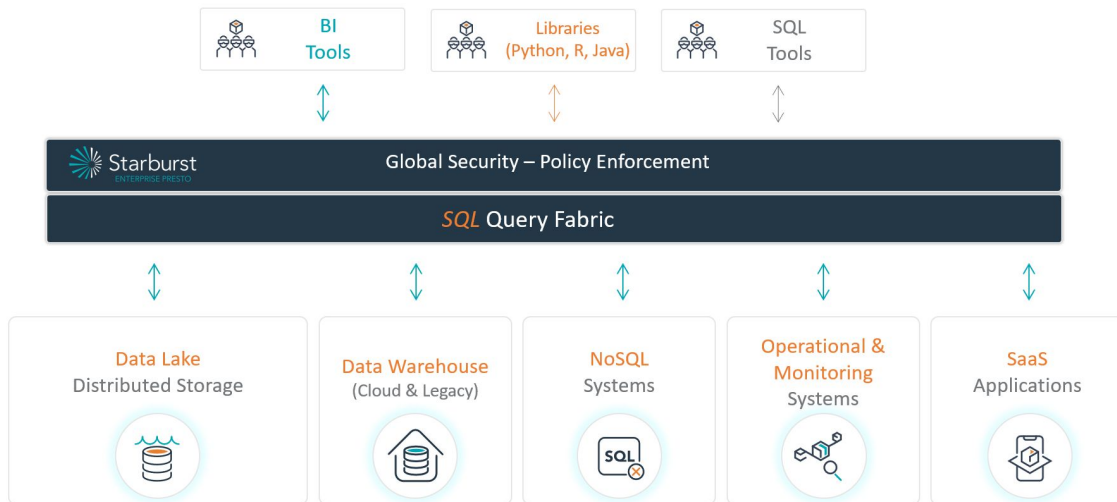 BI
Tools
Libraries
(Python, R, Java)
SQL
Tools
Starburst
ENTERPRISE PRESTO
Global Security – Policy Enforcement
SQL Query Fabric
Data Lake
Distributed Storage
Data Warehouse
(Cloud & Legacy)
NoSQL
Systems
SQL
Operational &
Monitoring
Systems
SaaS
Applications